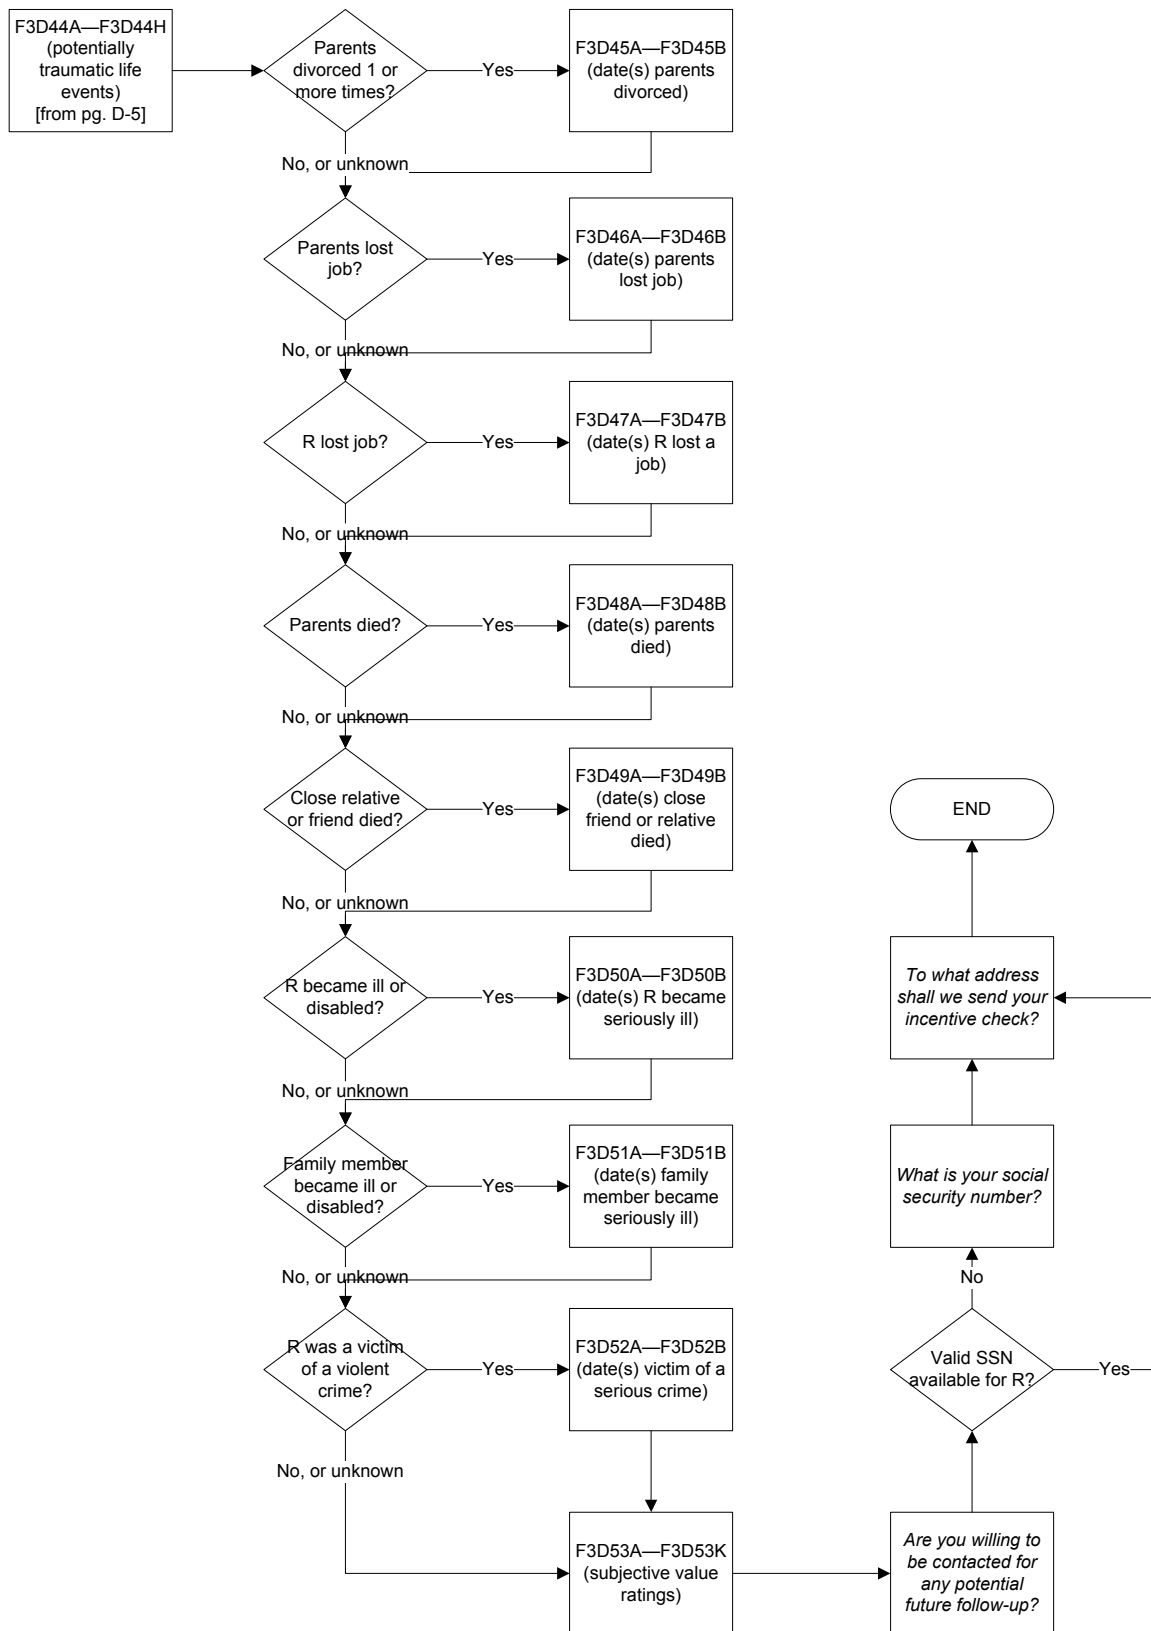 F3D44A—F3D44H
(potentially
traumatic life
events)
[from pg. D-5]
Parents
divorced 1 or
more times?
Yes
F3D45A—F3D45B
(date(s) parents
divorced)
No, or unknown
Parents lost
job?
Yes
F3D46A—F3D46B
(date(s) parents
lost job)
No, or unknown
R lost job?
Yes
F3D47A—F3D47B
(date(s) R lost a
job)
No, or unknown
Parents died?
Yes
F3D48A—F3D48B
(date(s) parents
died)
No, or unknown
Close relative
or friend died?
Yes
F3D49A—F3D49B
(date(s) close
friend or relative
died)
No, or unknown
R became ill or
disabled?
Yes
F3D50A—F3D50B
(date(s) R became
seriously ill)
No, or unknown
Family member
became ill or
disabled?
Yes
F3D51A—F3D51B
(date(s) family
member became
seriously ill)
No, or unknown
R was a victim
of a violent
crime?
Yes
F3D52A—F3D52B
(date(s) victim of a
serious crime)
No, or unknown
F3D53A—F3D53K
(subjective value
ratings)
Are you willing to
be contacted for
any potential
future follow-up?
Valid SSN
available for R?
Yes
No
What is your social
security number?
To what address
shall we send your
incentive check?
END